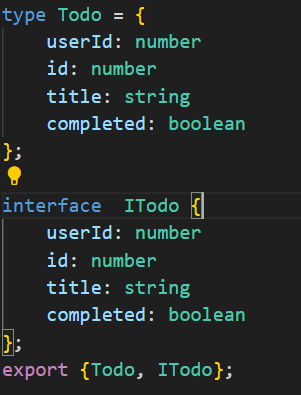 type Todo = {
    userId: number
    id: number
    title: string
    completed: boolean
};
interface  ITodo {
    userId: number
    id: number
    title: string
    completed: boolean
};
export {Todo, ITodo};